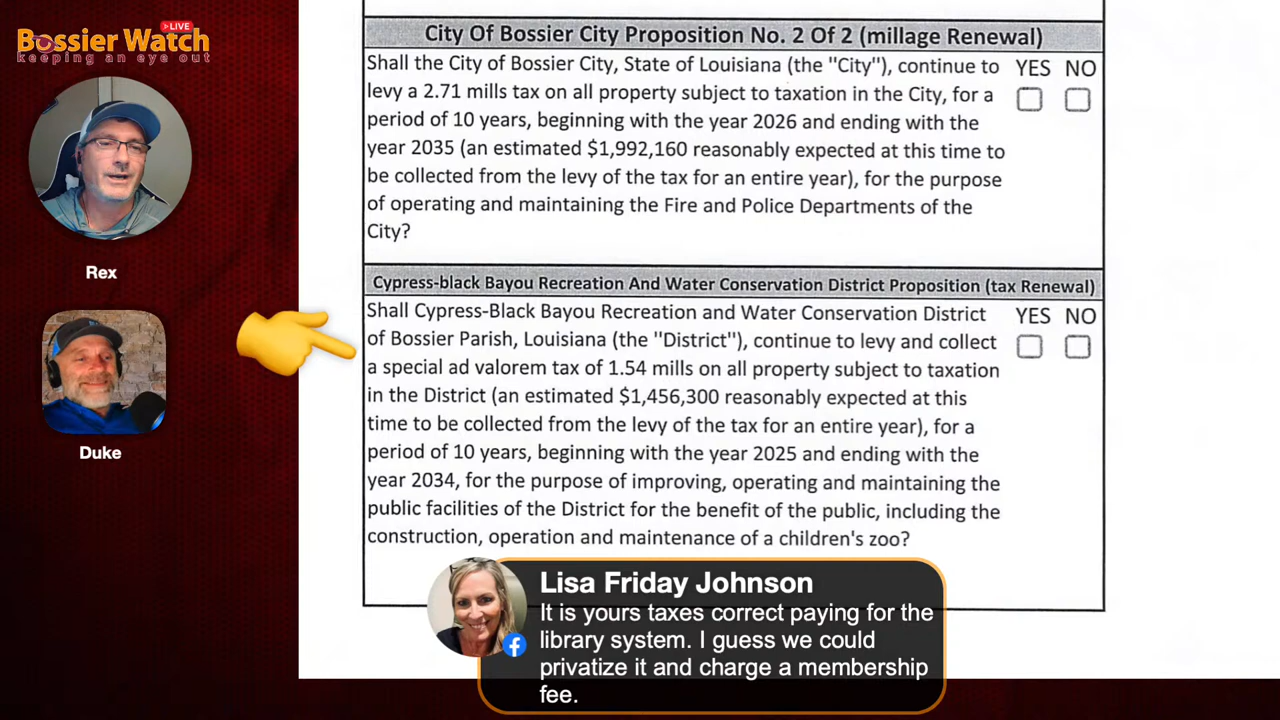 LIVE
Bossier Watch
keeping an eye out
Rex
Duke
City Of Bossier City Proposition No. 2 Of 2 (millage Renewal)
Shall the City of Bossier City, State of Louisiana (the "City"), continue to
levy a 2.71 mills tax on all property subject to taxation in the City, for a
period of 10 years, beginning with the year 2026 and ending with the
year 2035 (an estimated $1,992,160 reasonably expected at this time to
be collected from the levy of the tax for an entire year), for the purpose
of operating and maintaining the Fire and Police Departments of the
City?
YES NO
Cypress-black Bayou Recreation And Water Conservation District Proposition (tax Renewal)
Shall Cypress-Black Bayou Recreation and Water Conservation District
of Bossier Parish, Louisiana (the "District"), continue to levy and collect
a special ad valorem tax of 1.54 mills on all property subject to taxation
in the District (an estimated $1,456,300 reasonably expected at this
time to be collected from the levy of the tax for an entire year), for a
period of 10 years, beginning with the year 2025 and ending with the
year 2034, for the purpose of improving, operating and maintaining the
public facilities of the District for the benefit of the public, including the
construction, operation and maintenance of a children's zoo?
YES NO
Lisa Friday Johnson
It is yours taxes correct paying for the
library system. I guess we could
privatize it and charge a membership
fee.